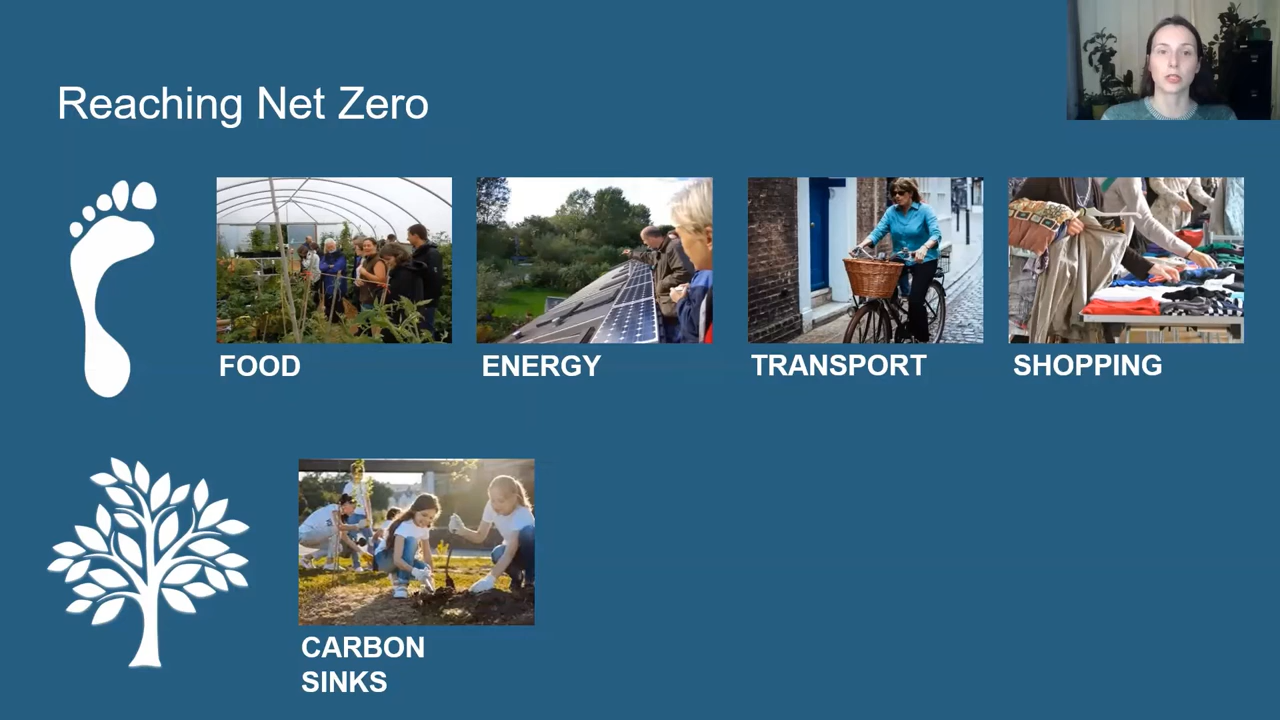 Reaching Net Zero
FOOD
ENERGY
TRANSPORT
SHOPPING
CARBON
SINKS